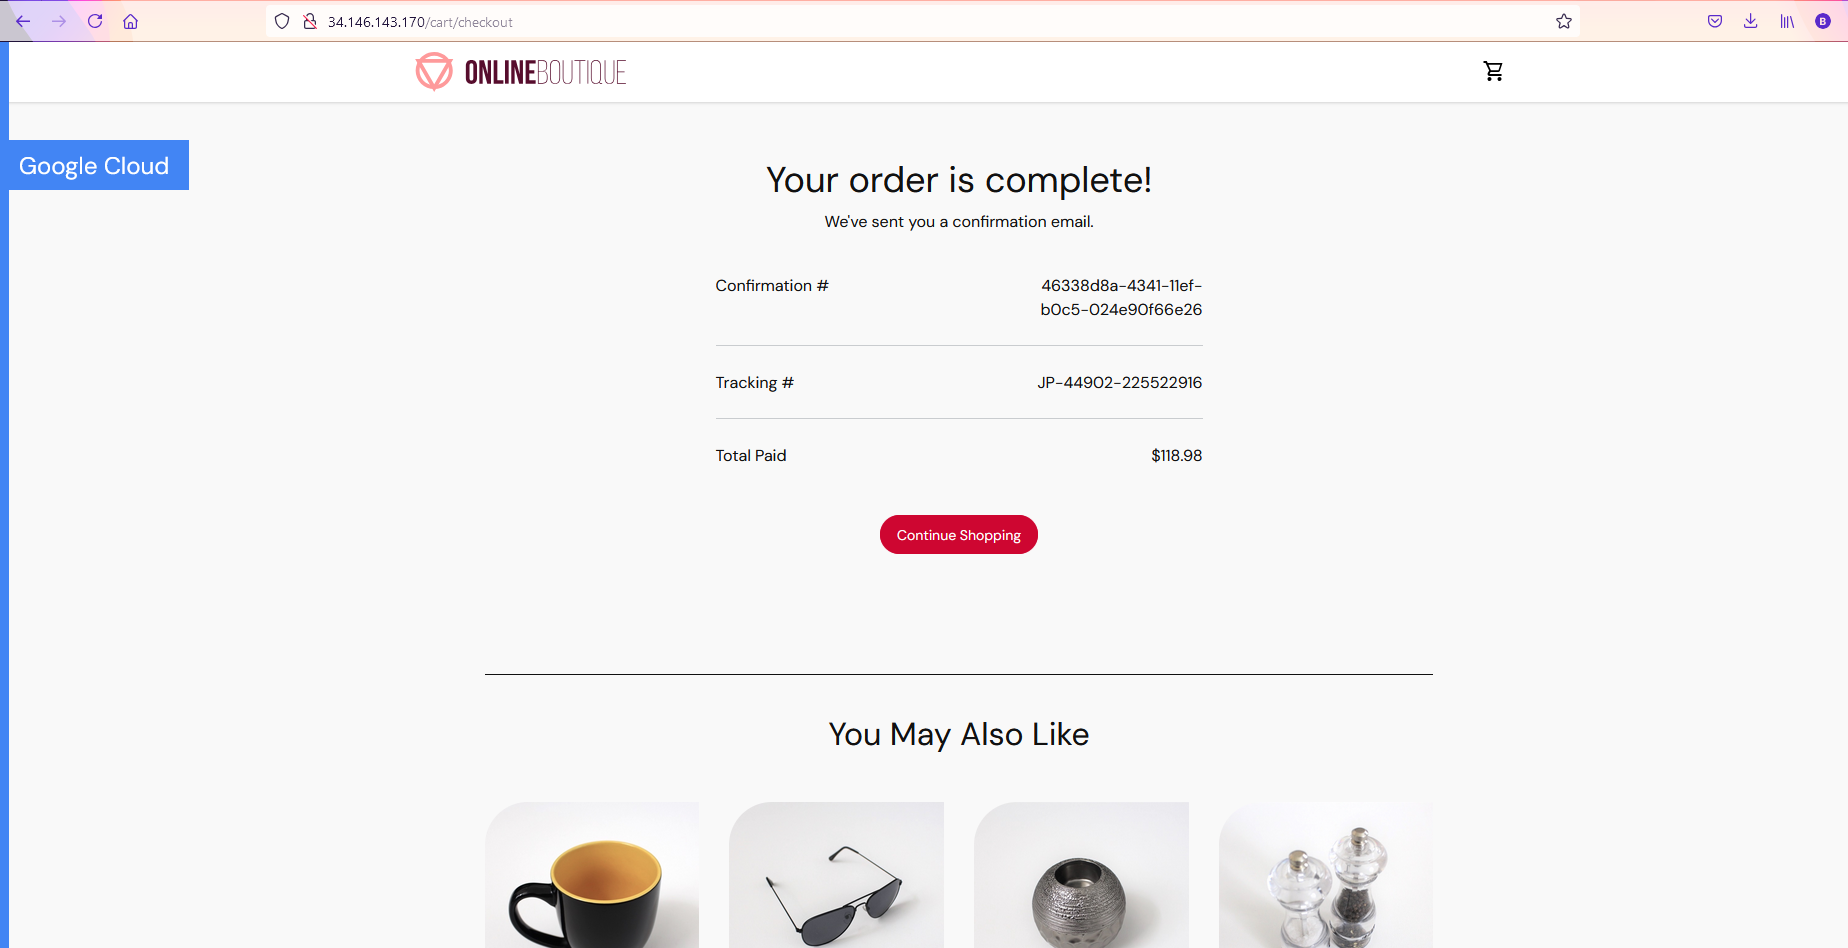 34.146.143.170/cart/checkout
B
ONLINEBOUTIQUE
Google Cloud
Your order is complete!
We've sent you a confirmation email.
Confirmation # 46338d8a-4341-11ef-
b0c5-024e90f66e26
Tracking # JP-44902-225522916
Total Paid $118.98
Continue Shopping
You May Also Like